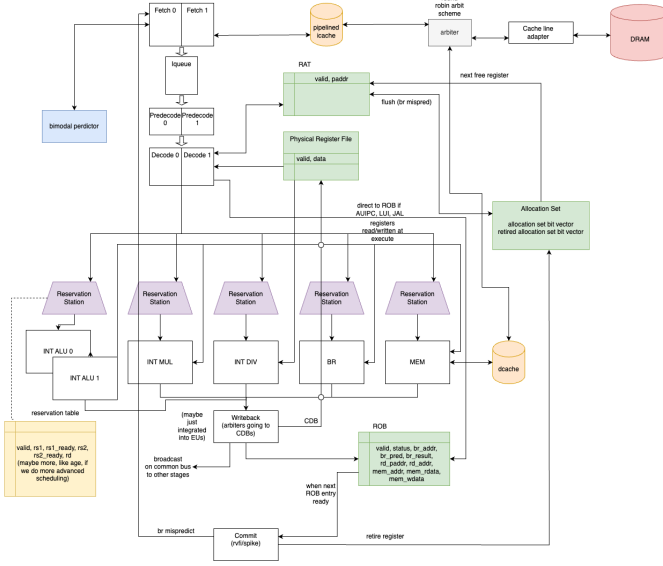 robin arbit
scheme
Fetch 0
Fetch 1
pipelined
icache
arbiter
Cache line
adapter
DRAM
Iqueue
RAT
next free register
valid, paddr
flush (br mispred)
bimodal perdictor
Predecode
0
Predecode
1
Physical Register File
valid, data
Decode 0
Decode 1
direct to ROB if
AUIPC, LUI, JAL
registers
read/written at
execute
Allocation Set
allocation set bit vector
retired allocation set bit vector
Reservation
Station
Reservation
Station
Reservation
Station
Reservation
Station
Reservation
Station
INT ALU 0
INT ALU 1
INT MUL
INT DIV
BR
MEM
dcache
reservation table
(maybe
just
integrated
into EUs)
Writeback
(arbiters going to
CDBs)
CDB
ROB
valid, rs1, rs1_ready, rs2,
rs2_ready, rd
(maybe more, like age, if
we do more advanced
scheduling)
broadcast
on common bus
to other stages
valid, status, br_addr,
br_pred, br_result,
rd_paddr, rd_addr,
mem_addr, mem_rdata,
mem_wdata
when next
ROB entry
ready
br mispredict
Commit
(rvfi/spike)
retire register